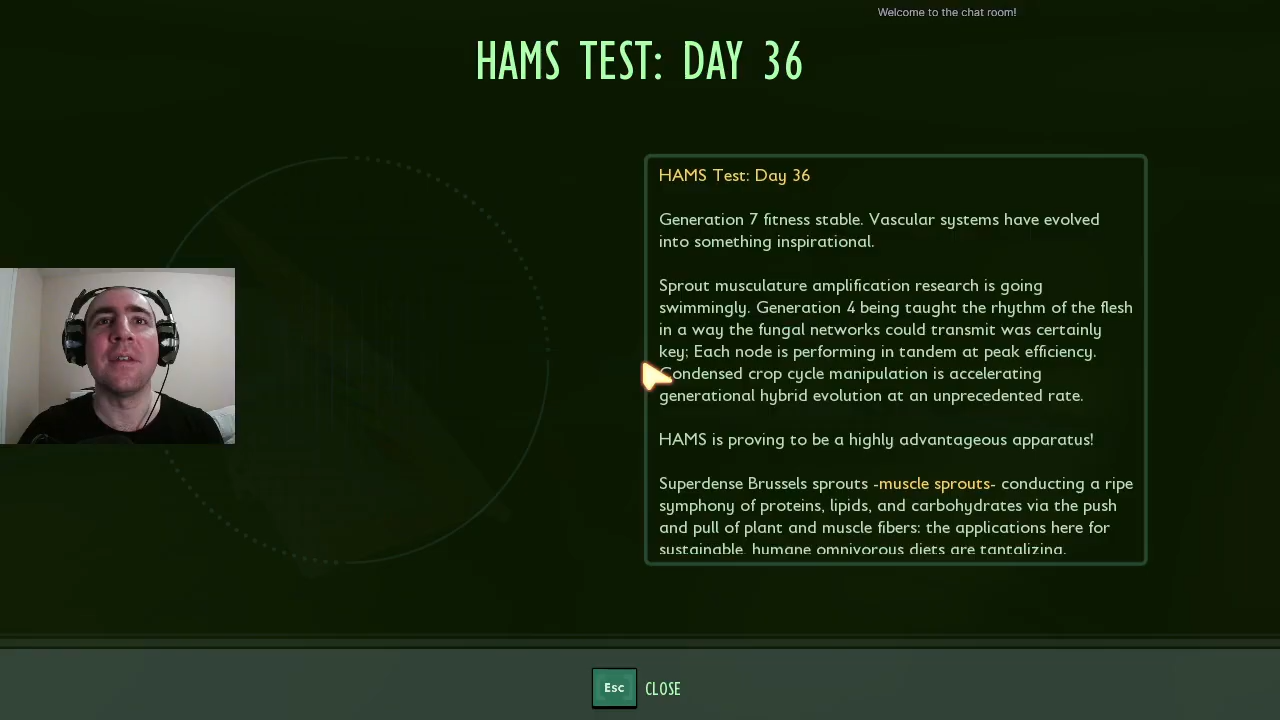 Welcome to the chat room!
HAMS TEST: DAY 36
HAMS Test: Day 36
Generation 7 fitness stable. Vascular systems have evolved
into something inspirational.
Sprout musculature amplification research is going
swimmingly. Generation 4 being taught the rhythm of the flesh
in a way the fungal networks could transmit was certainly
key; Each node is performing in tandem at peak efficiency.
Condensed crop cycle manipulation is accelerating
generational hybrid evolution at an unprecedented rate.
HAMS is proving to be a highly advantageous apparatus!
Superdense Brussels sprouts -muscle sprouts- conducting a ripe
symphony of proteins, lipids, and carbohydrates via the push
and pull of plant and muscle fibers: the applications here for
sustainable, humane omnivorous diets are tantalizing.
Esc CLOSE